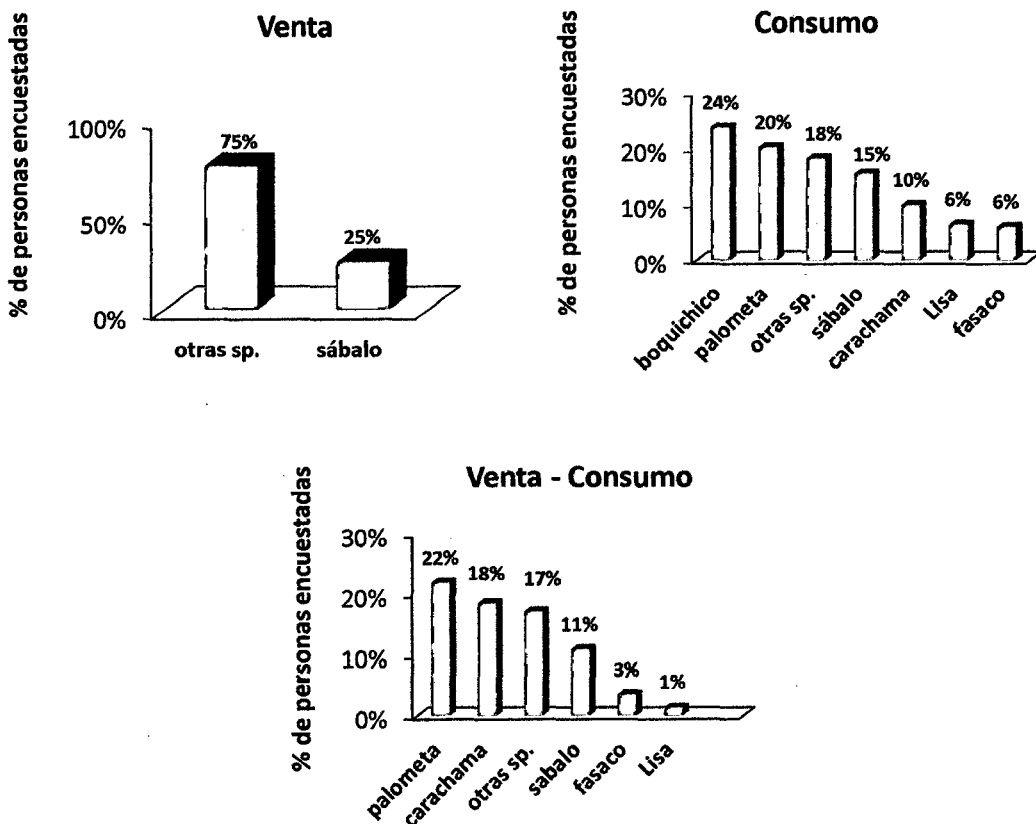 Venta
% de personas encuestadas
100%
50%
0%
75%
25%
otras sp.
sábalo
Consumo
% de personas encuestadas
30%
20%
10%
0%
24%
20%
18%
15%
10%
6%
6%
boquichico
palometa
otras sp.
sábalo
carachama
Lisa
fasaco
Venta - Consumo
% de personas encuestadas
30%
20%
10%
0%
22%
18%
17%
11%
3%
1%
palometa
carachama
otras sp.
sabalo
fasaco
Lisa